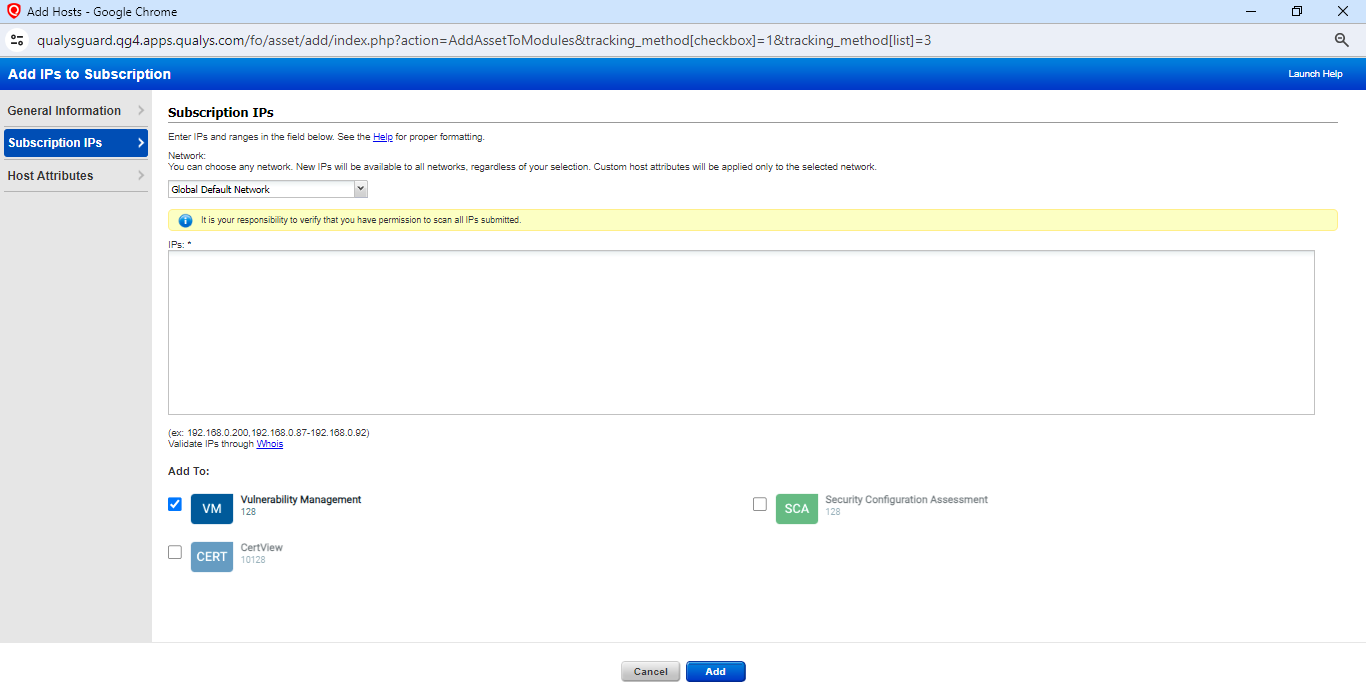 Add Hosts - Google Chrome
qualysguard.qg4.apps.qualys.com/fo/asset/add/index.php?action=AddAssetToModules&tracking_method[checkbox]=1&tracking_method[list]=3
Add IPs to Subscription
Launch Help
General Information
Subscription IPs
Host Attributes
Subscription IPs
Enter IPs and ranges in the field below. See the Help for proper formatting.
Network:
You can choose any network. New IPs will be available to all networks, regardless of your selection. Custom host attributes will be applied only to the selected network.
Global Default Network
It is your responsibility to verify that you have permission to scan all IPs submitted.
IPs: *
(ex: 192.168.0.200,192.168.0.87-192.168.0.92)
Validate IPs through Whois
Add To:
VM
Vulnerability Management
128
SCA
Security Configuration Assessment
128
CERT
CertView
10128
Cancel
Add